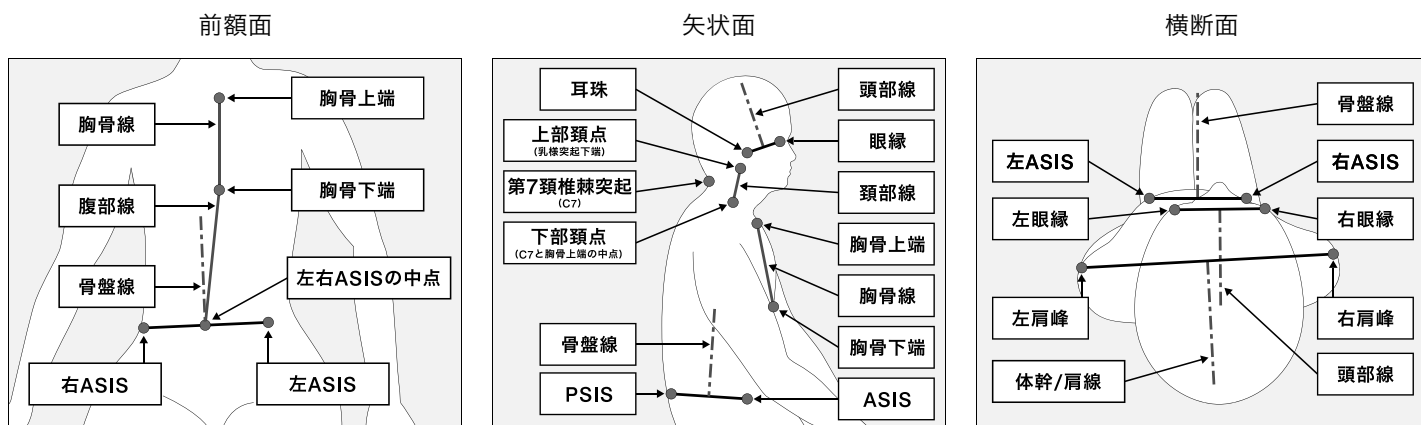 前額面
胸骨上端
胸骨線
胸骨下端
腹部線
骨盤線
左右ASISの中点
右ASIS
左ASIS
矢状面
耳珠
頭部線
上部頚点
(乳様突起下端)
眼縁
第7頚椎棘突起
(C7)
頚部線
下部頚点
(C7と胸骨上端の中点)
胸骨上端
胸骨線
骨盤線
胸骨下端
PSIS
ASIS
横断面
骨盤線
左ASIS
右ASIS
左眼縁
右眼縁
左肩峰
右肩峰
体幹/肩線
頭部線